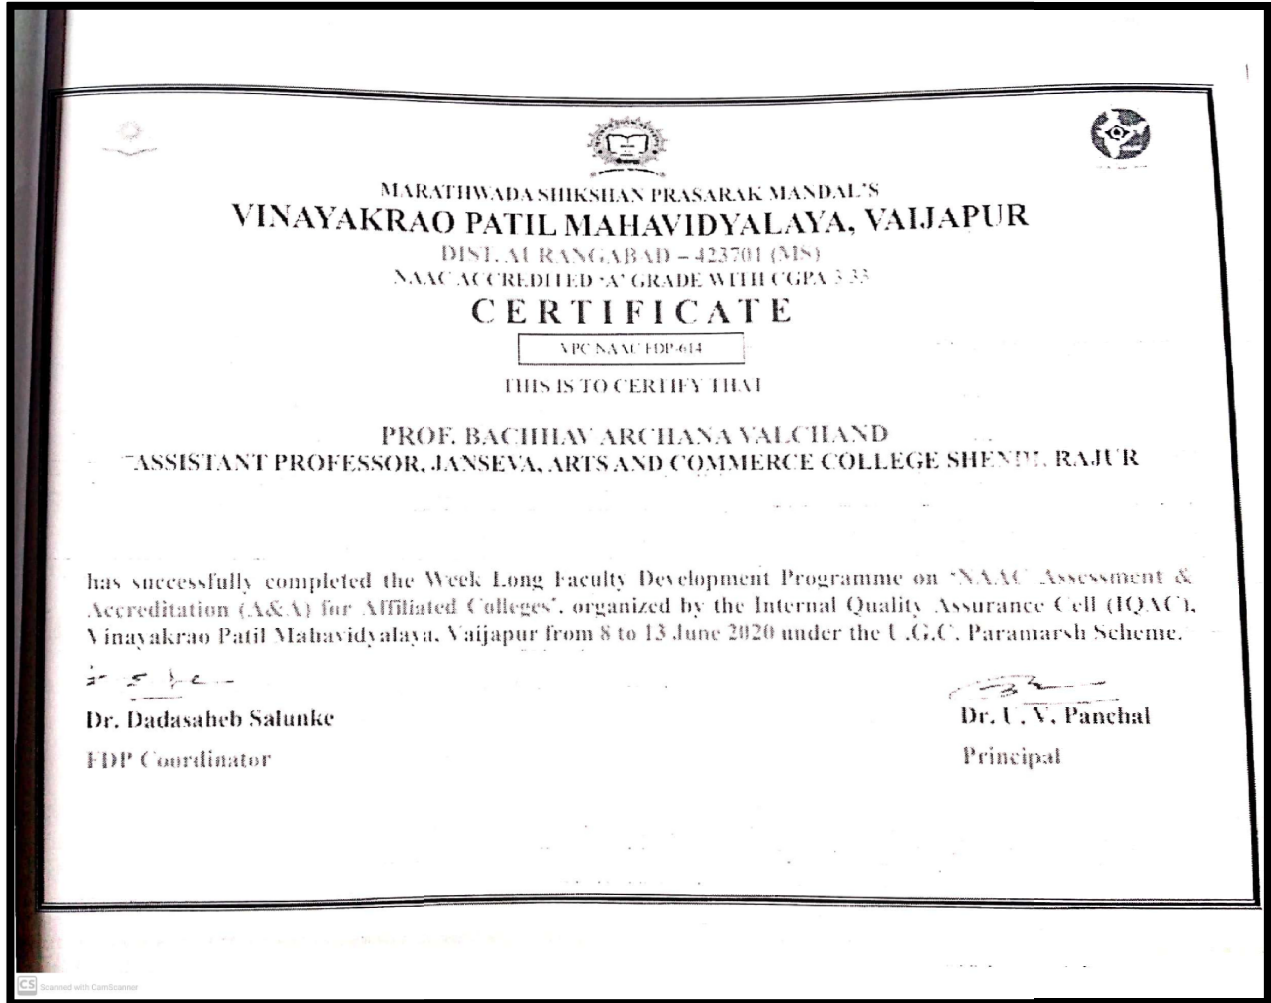 MARATHWADA SHIKSHAN PRASARAK MANDAL'S
VINAYAKRAO PATIL MAHAVIDYALAYA, VAIJAPUR
DIST. AURANGABAD – 423701 (MS)
NAAC ACCREDITED 'A' GRADE WITH CGPA 3.33
CERTIFICATE
VPC NAAC FDP-614
THIS IS TO CERTIFY THAT
PROF. BACHHAV ARCHANA VALCHAND
ASSISTANT PROFESSOR, JANSEVA, ARTS AND COMMERCE COLLEGE SHENDI, RAJUR
has successfully completed the Week Long Faculty Development Programme on 'NAAC Assessment &
Accreditation (A&A) for Affiliated Colleges', organized by the Internal Quality Assurance Cell (IQAC),
Vinayakrao Patil Mahavidyalaya, Vaijapur from 8 to 13 June 2020 under the U.G.C. Paramarsh Scheme.
Dr. Dadasaheb Salunke
FDP Coordinator
Dr. U. V. Panchal
Principal
CS Scanned with CamScanner